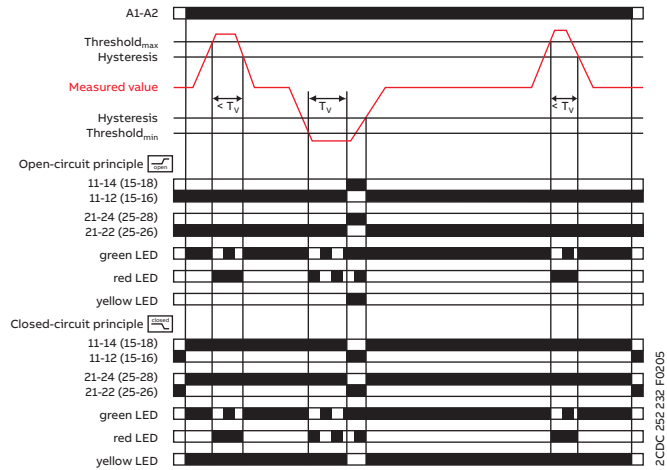 A1-A2
Thresholdmax
Hysteresis
Measured value
< Tv
Tv
< Tv
Hysteresis
Thresholdmin
Open-circuit principle open
11-14 (15-18)
11-12 (15-16)
21-24 (25-28)
21-22 (25-26)
green LED
red LED
yellow LED
Closed-circuit principle closed
11-14 (15-18)
11-12 (15-16)
21-24 (25-28)
21-22 (25-26)
green LED
red LED
yellow LED
2CDC 252 232 F0205